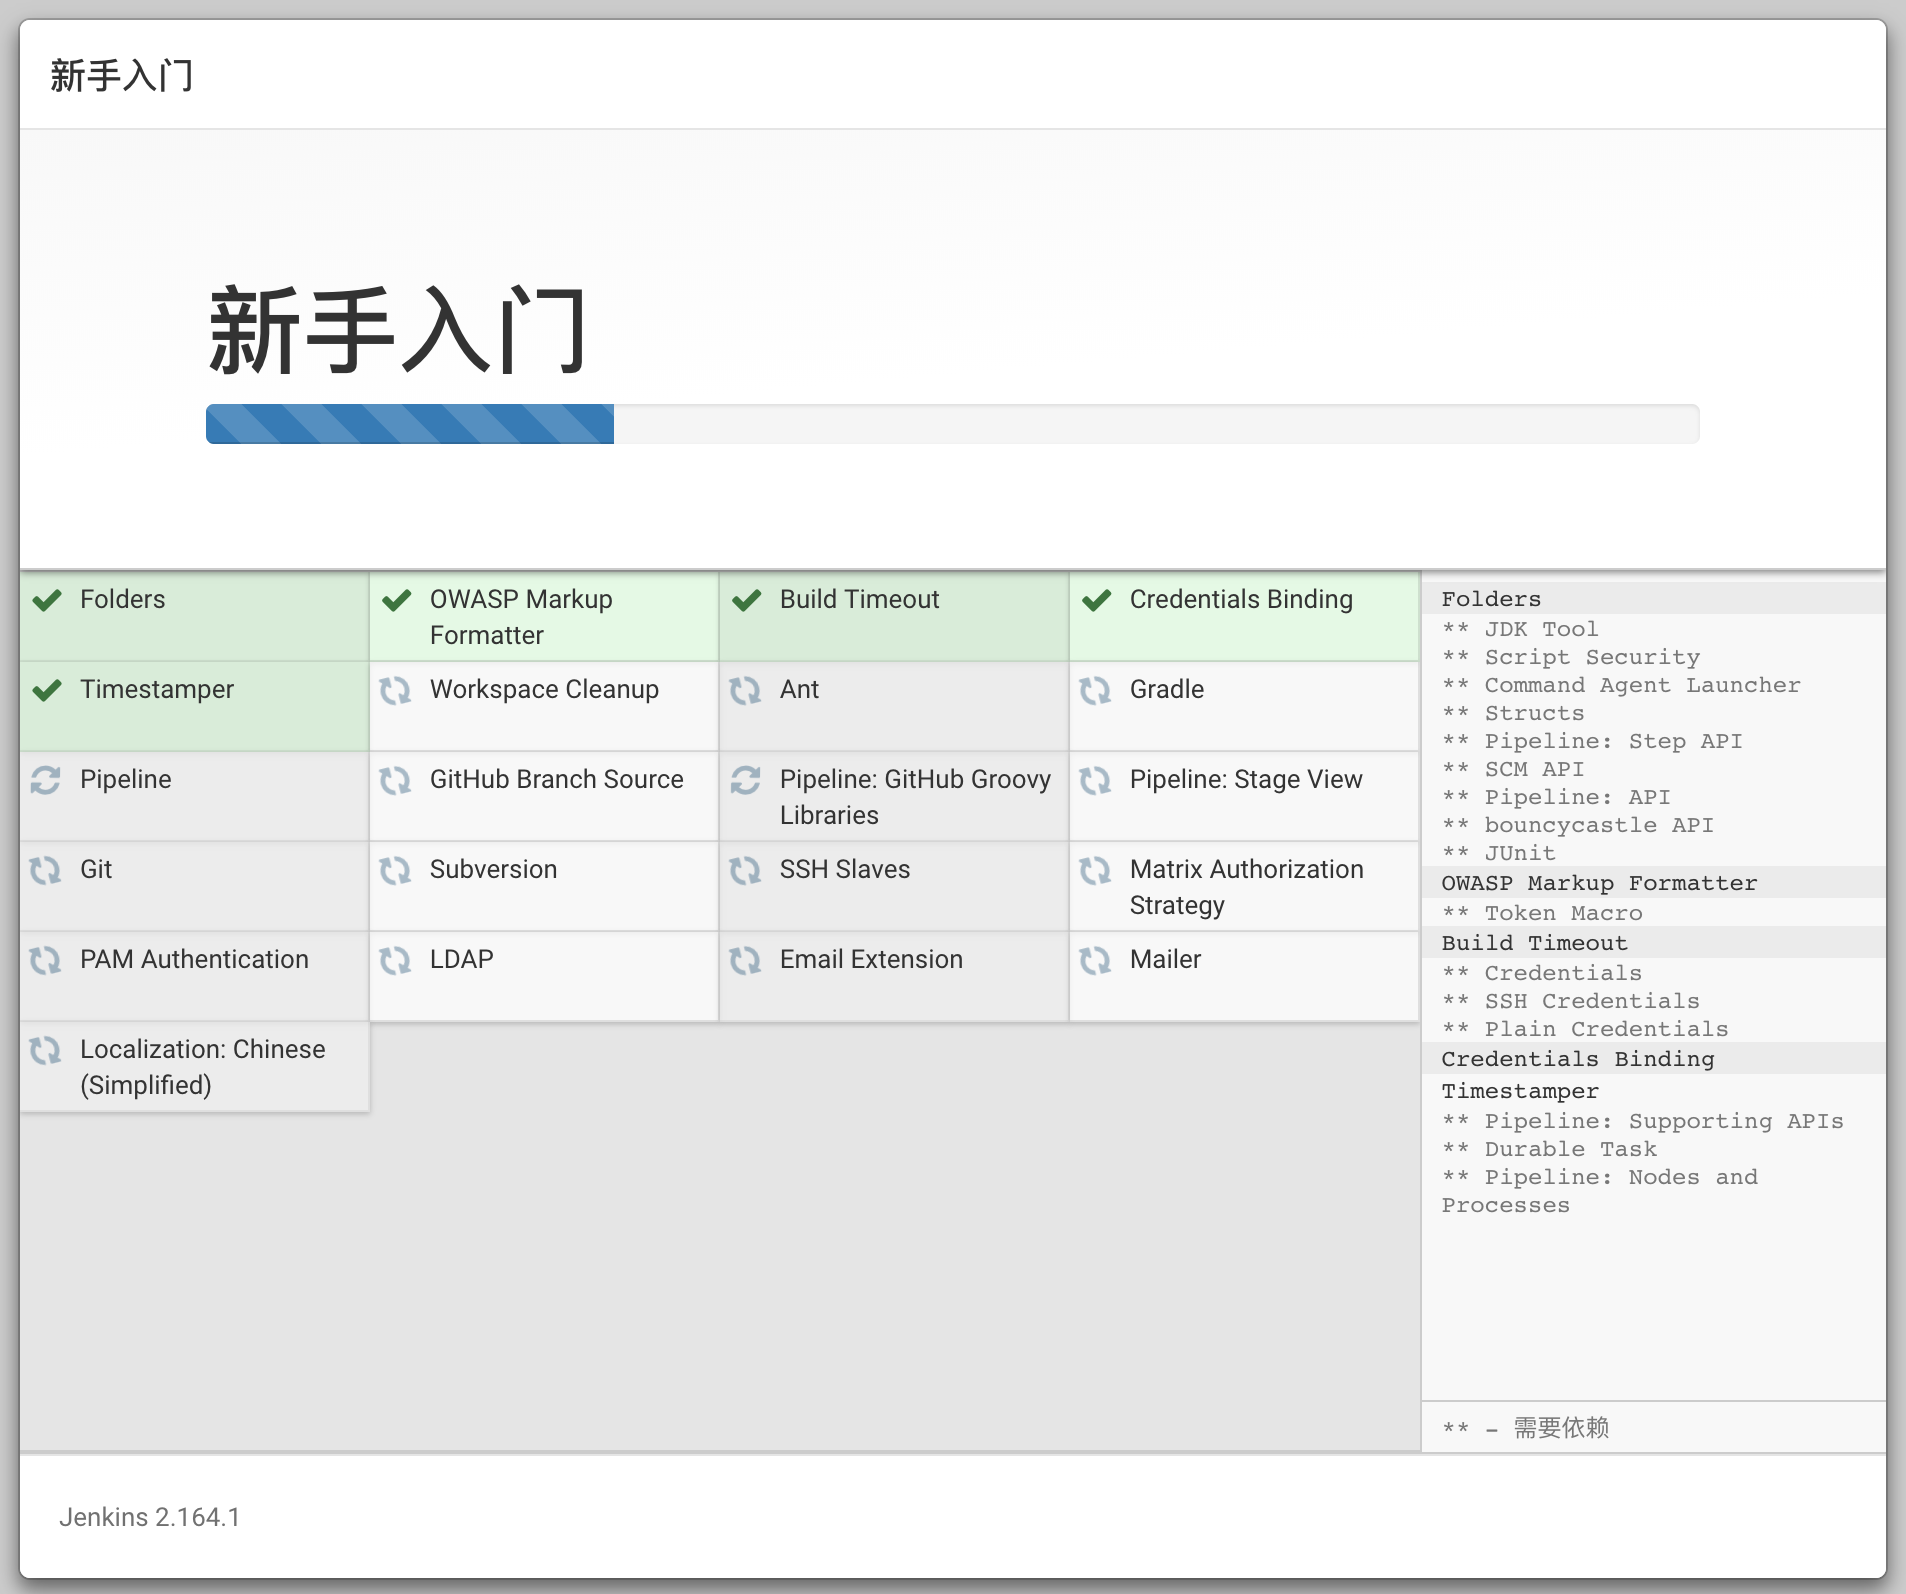 新手入门
新手入门
Folders
OWASP Markup
Formatter
Build Timeout
Credentials Binding
Timestamper
Workspace Cleanup
Ant
Gradle
Pipeline
GitHub Branch Source
Pipeline: GitHub Groovy
Libraries
Pipeline: Stage View
Git
Subversion
SSH Slaves
Matrix Authorization
Strategy
PAM Authentication
LDAP
Email Extension
Mailer
Localization: Chinese
(Simplified)
Folders
** JDK Tool
** Script Security
** Command Agent Launcher
** Structs
** Pipeline: Step API
** SCM API
** Pipeline: API
** bouncycastle API
** JUnit
OWASP Markup Formatter
** Token Macro
Build Timeout
** Credentials
** SSH Credentials
** Plain Credentials
Credentials Binding
Timestamper
** Pipeline: Supporting APIs
** Durable Task
** Pipeline: Nodes and
Processes
** – 需要依赖
Jenkins 2.164.1